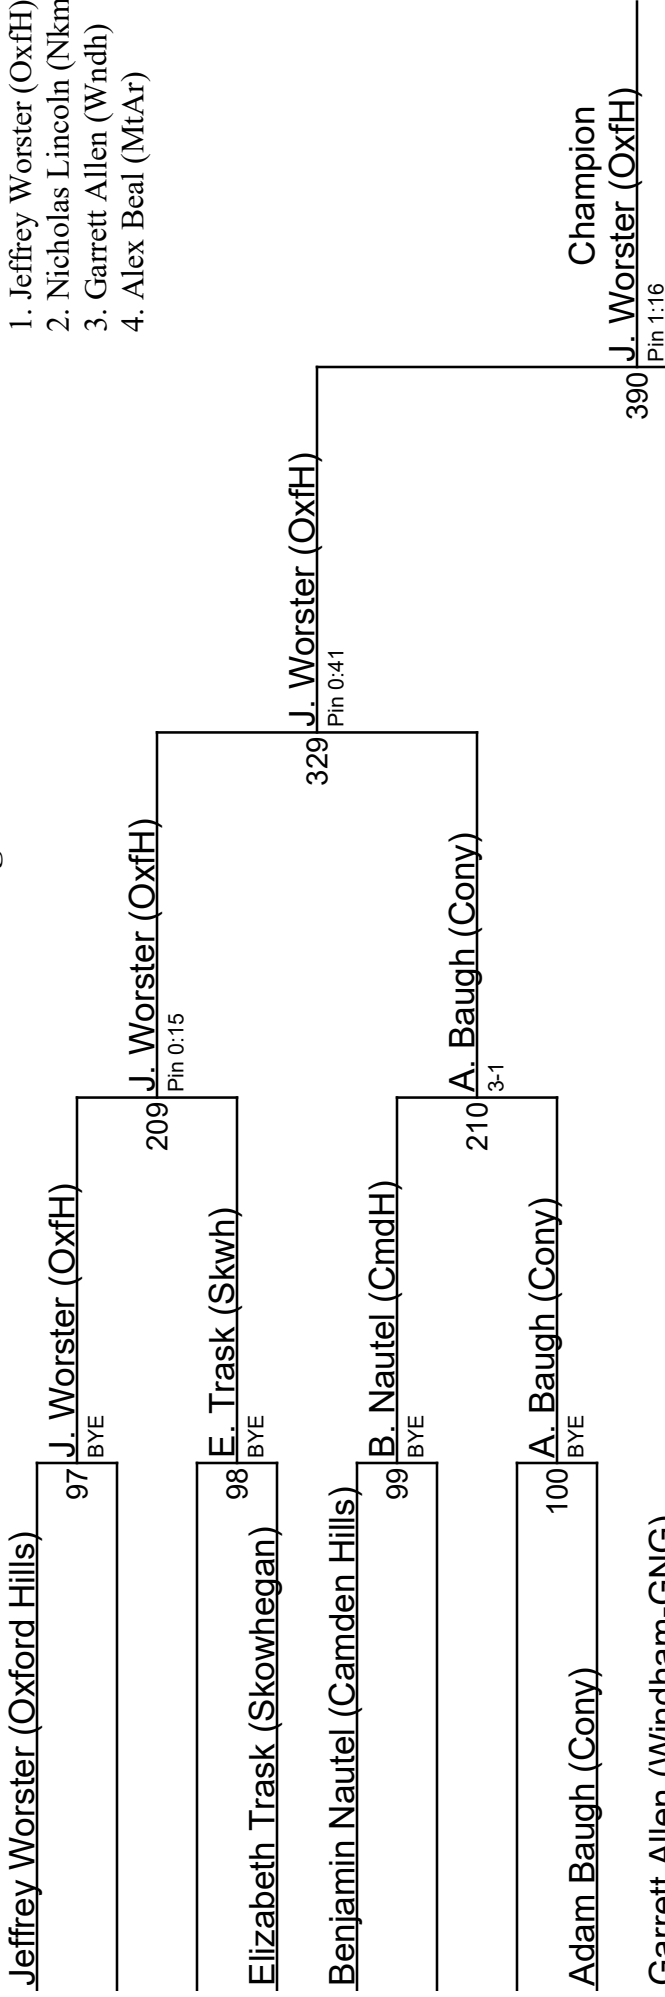 1. Jeffrey Worster (OxfH)
2. Nicholas Lincoln (Nkm
3. Garrett Allen (Wndh)
4. Alex Beal (MtAr)
Jeffrey Worster (Oxford Hills)
97
J. Worster (OxfH)
BYE
209
J. Worster (OxfH)
Pin 0:15
Elizabeth Trask (Skowhegan)
98
E. Trask (Skwh)
BYE
329
J. Worster (OxfH)
Pin 0:41
Benjamin Nautel (Camden Hills)
99
B. Nautel (CmdH)
BYE
210
A. Baugh (Cony)
3-1
Adam Baugh (Cony)
100
A. Baugh (Cony)
BYE
Champion
390
J. Worster (OxfH)
Pin 1:16
Garrett Allen (Windham-GNG)